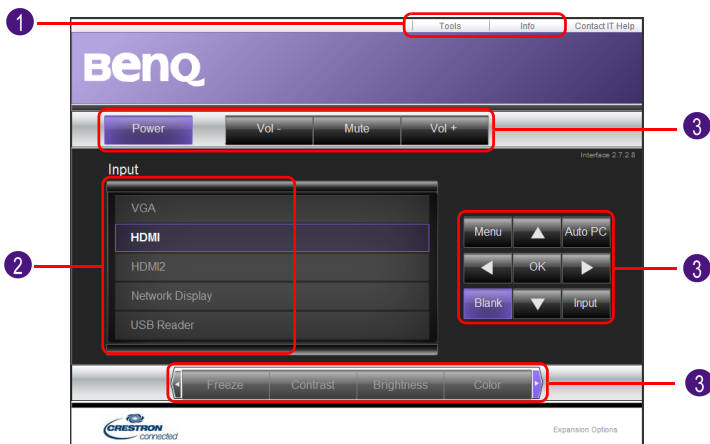 1
Tools Info Contact IT Help
BenQ
Power Vol - Mute Vol + 3
Interface 2.7.2.8
Input
VGA
HDMI
HDMI2
Network Display
USB Reader
2
Menu Auto PC
OK 3
Blank Input
Freeze Contrast Brightness Color 3
CRESTRON
connected
Expansion Options